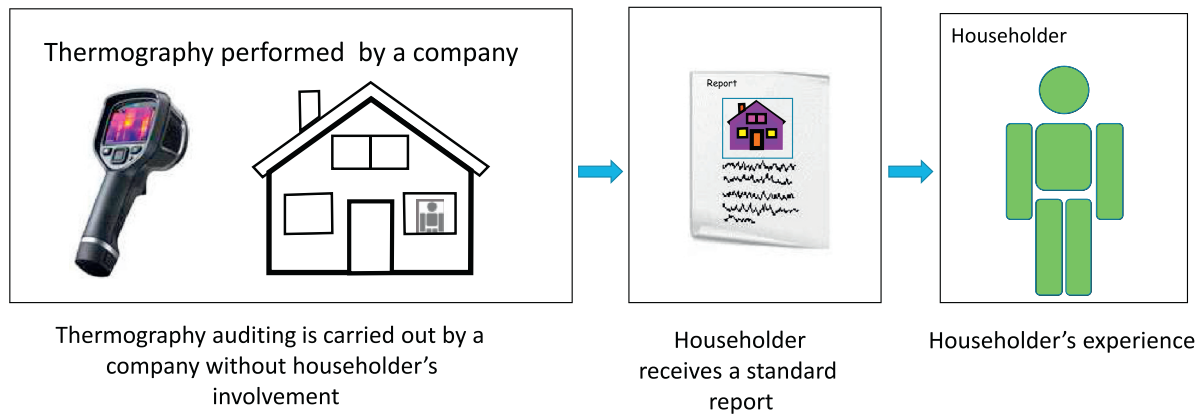 Thermography performed by a company
Thermography auditing is carried out by a
company without householder's
involvement
Report
Householder
receives a standard
report
Householder
Householder's experience